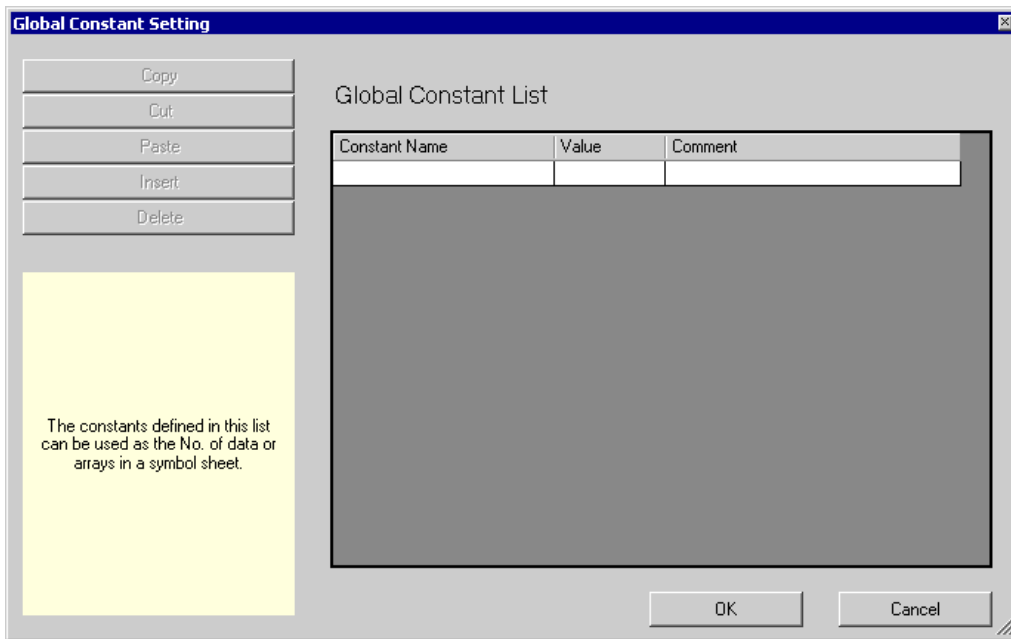 Global Constant Setting
Copy
Cut
Paste
Insert
Delete
Global Constant List
Constant Name Value Comment
The constants defined in this list
can be used as the No. of data or
arrays in a symbol sheet.
OK Cancel